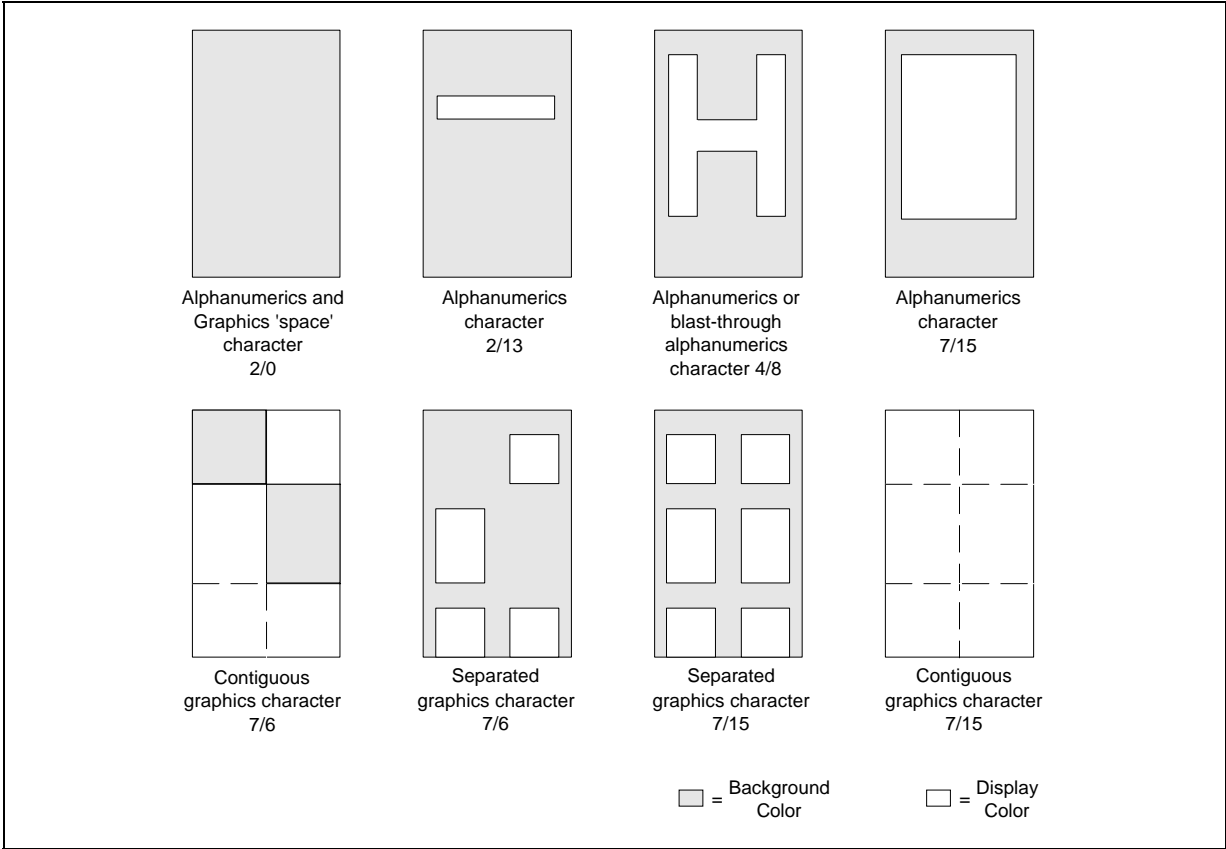 Alphanumerics and
Graphics 'space'
character
2/0
Alphanumerics
character
2/13
Alphanumerics or
blast-through
alphanumerics
character 4/8
Alphanumerics
character
7/15
Contiguous
graphics character
7/6
Separated
graphics character
7/6
Separated
graphics character
7/15
Contiguous
graphics character
7/15
= Background
Color
= Display
Color